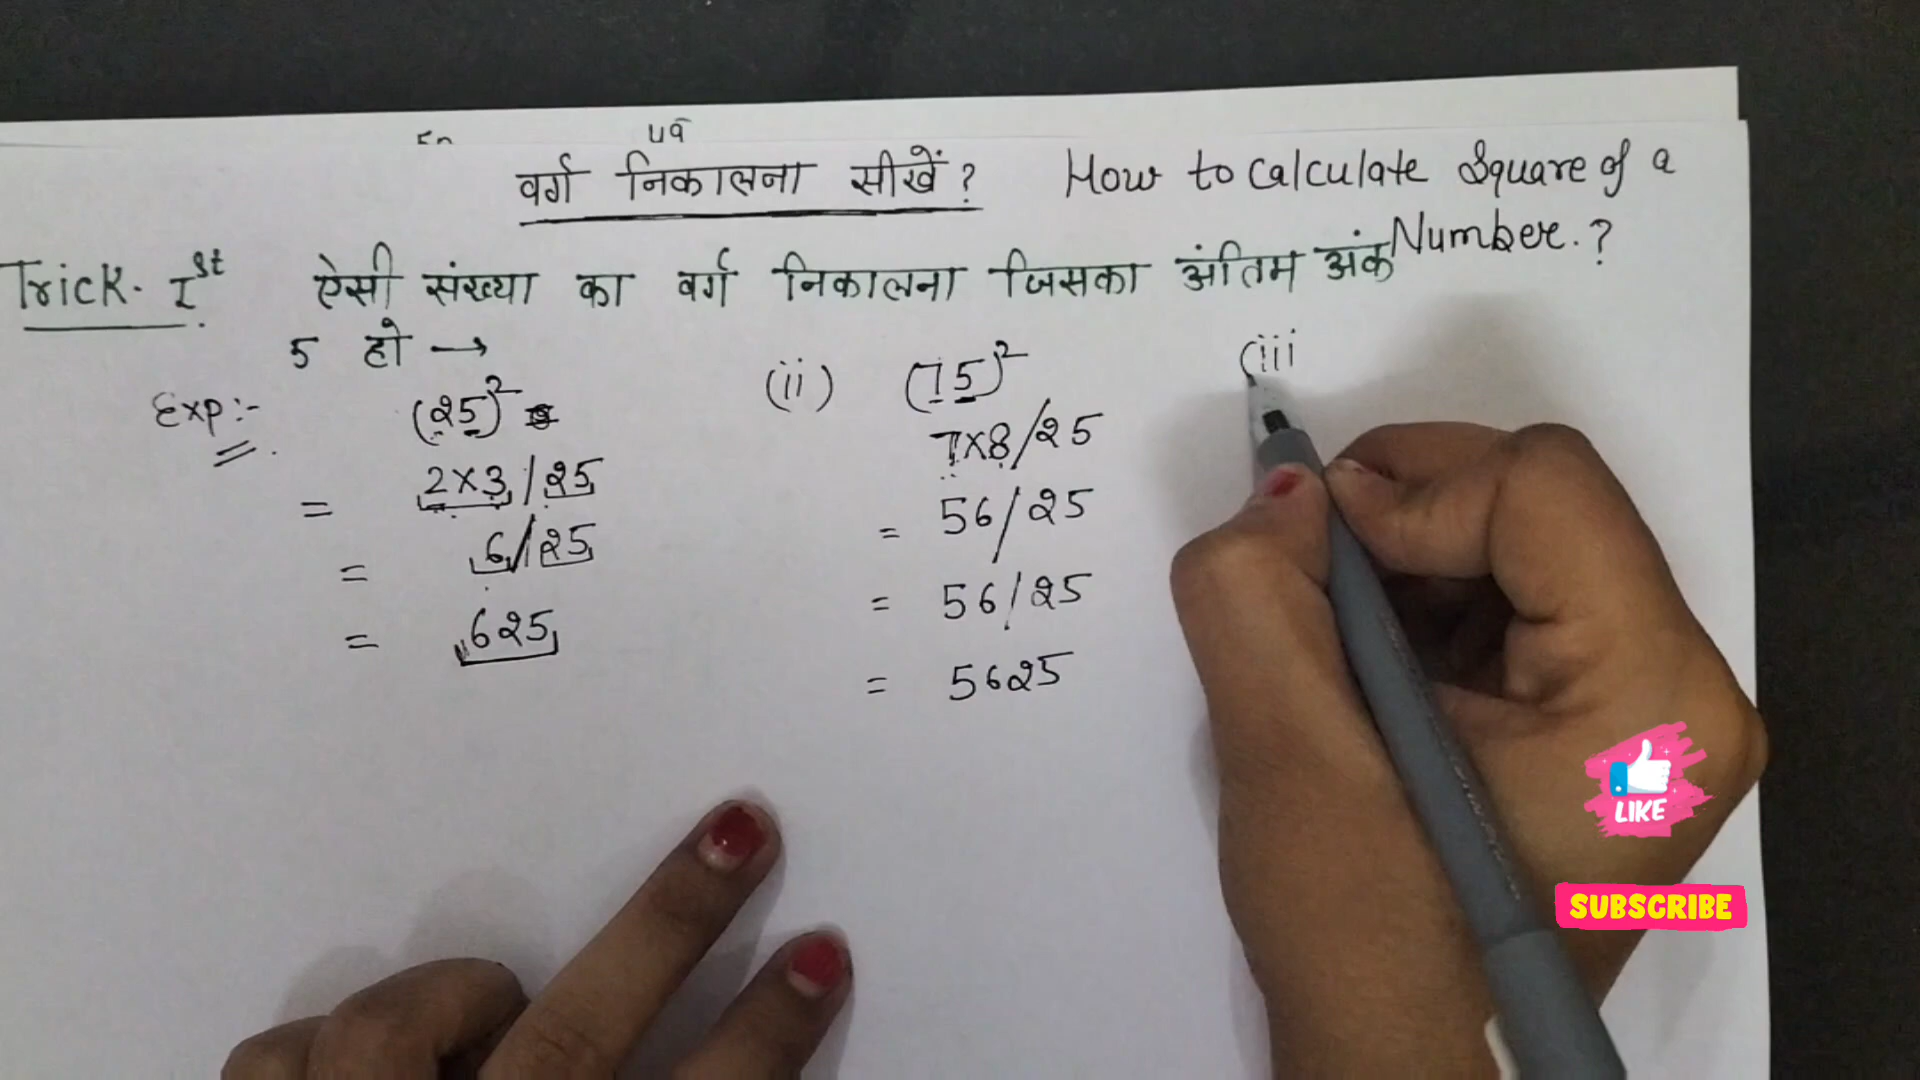 वर्ग निकालना सीखें? How to Calculate Square of a
Number.?
Trick. Ist ऐसी संख्या का वर्ग निकालना जिसका अंतिम अंक
5 हो →
Exp:- (25)²
= 2×3/25
= 6/25
= 625
(ii) (75)²
7×8/25
= 56/25
= 56/25
= 5625
(iii
LIKE
SUBSCRIBE